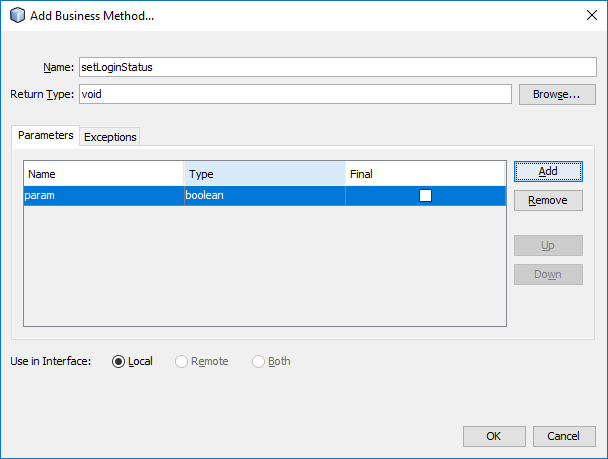 Add Business Method...
Name: setLoginStatus
Return Type: void Browse...
Parameters Exceptions
Name Type Final
param boolean
Add
Remove
Up
Down
Use in Interface: Local Remote Both
OK Cancel